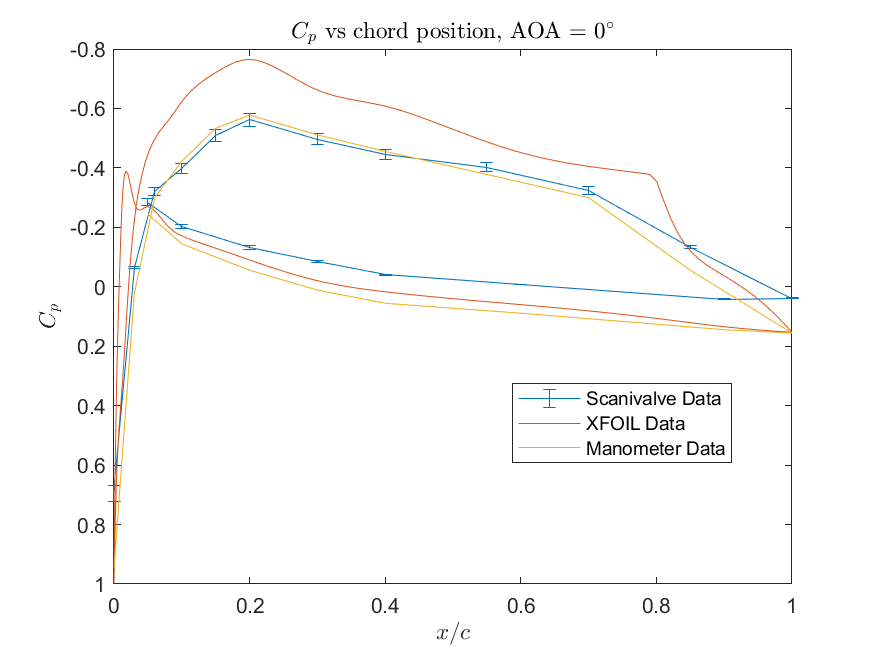 C_p vs chord position, AOA = 0°
-0.8
-0.6
-0.4
-0.2
0
0.2
0.4
0.6
0.8
1
C_p
Scanivalve Data
XFOIL Data
Manometer Data
0 0.2 0.4 0.6 0.8 1
x/c